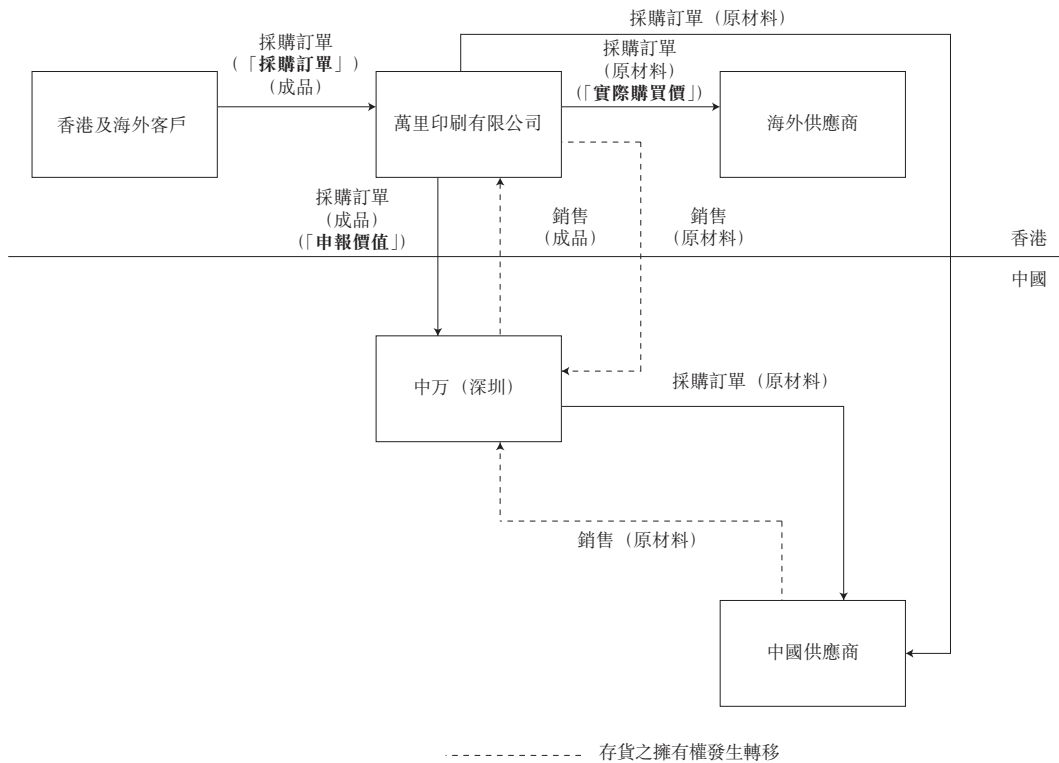 採購訂單（原材料）
採購訂單
（「採購訂單」）
（成品）
採購訂單
（原材料）
（「實際購買價」）
香港及海外客戶
萬里印刷有限公司
海外供應商
採購訂單
（成品）
（「申報價值」）
銷售
（成品）
銷售
（原材料）
香港
中國
中万（深圳）
採購訂單（原材料）
銷售（原材料）
中國供應商
存貨之擁有權發生轉移